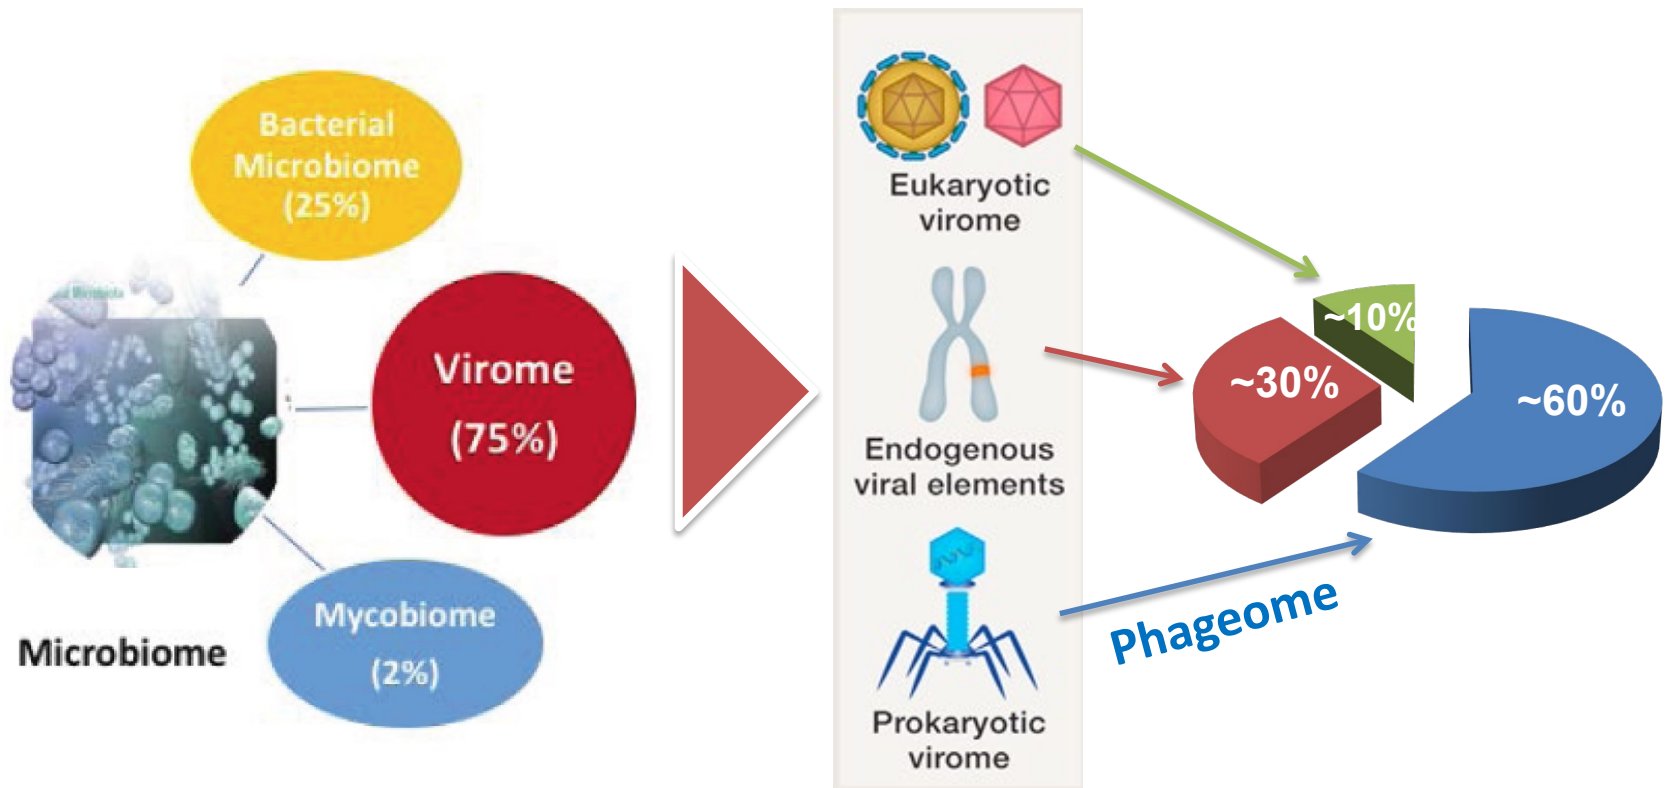 Bacterial
Microbiome
(25%)
Microbiota
Virome
(75%)
Mycobiome
(2%)
Microbiome
Eukaryotic
virome
Endogenous
viral elements
Prokaryotic
virome
~10%
~30%
~60%
Phageome